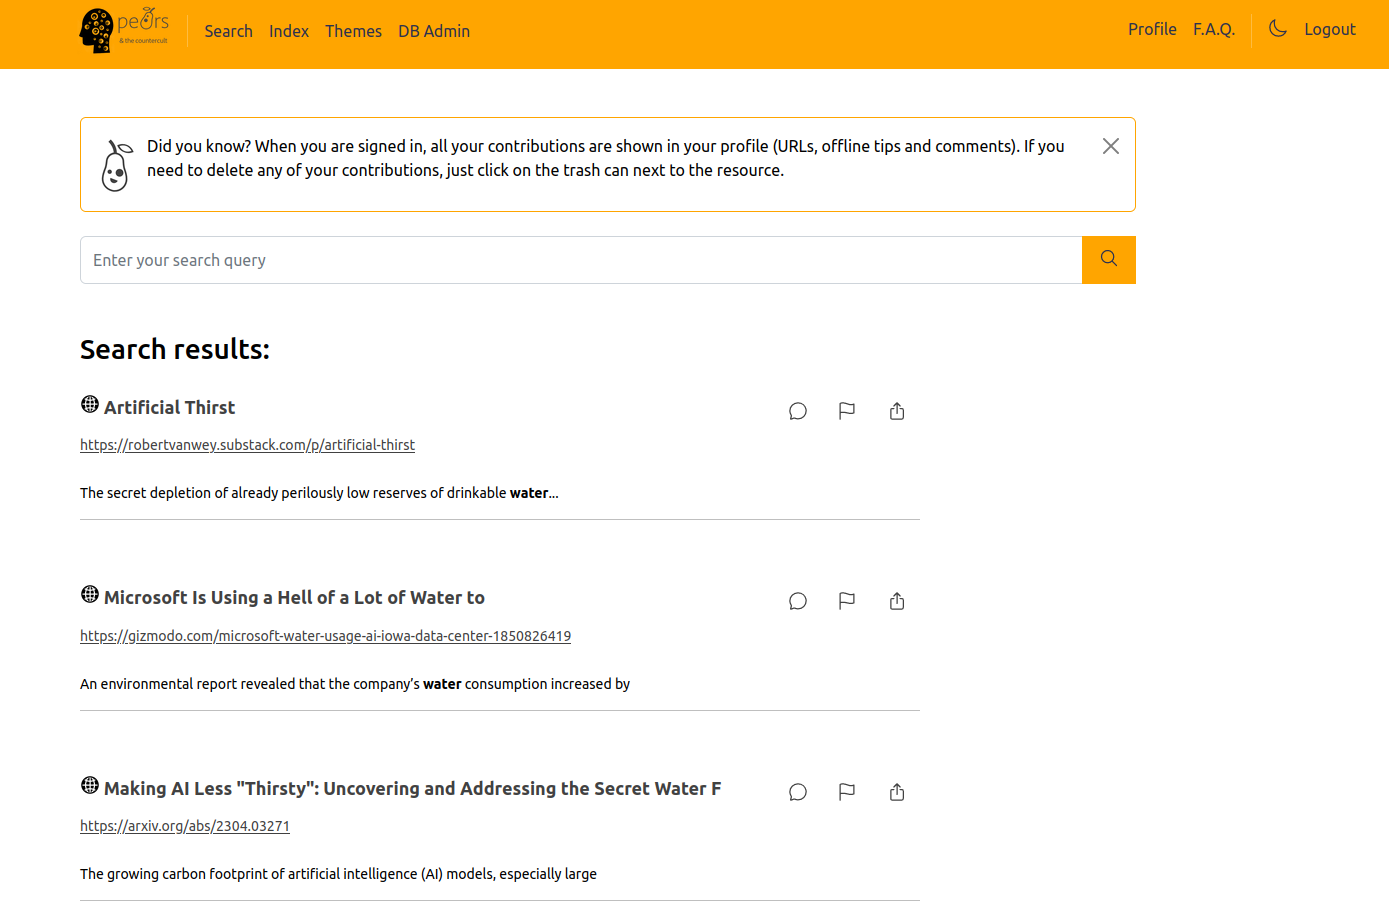 pears
& the countercult
Search Index Themes DB Admin
Profile F.A.Q. Logout
Did you know? When you are signed in, all your contributions are shown in your profile (URLs, offline tips and comments). If you
need to delete any of your contributions, just click on the trash can next to the resource.
Enter your search query
Search results:
Artificial Thirst
https://robertvanwey.substack.com/p/artificial-thirst
The secret depletion of already perilously low reserves of drinkable water...
Microsoft Is Using a Hell of a Lot of Water to
https://gizmodo.com/microsoft-water-usage-ai-iowa-data-center-1850826419
An environmental report revealed that the company’s water consumption increased by
Making AI Less "Thirsty": Uncovering and Addressing the Secret Water F
https://arxiv.org/abs/2304.03271
The growing carbon footprint of artificial intelligence (AI) models, especially large